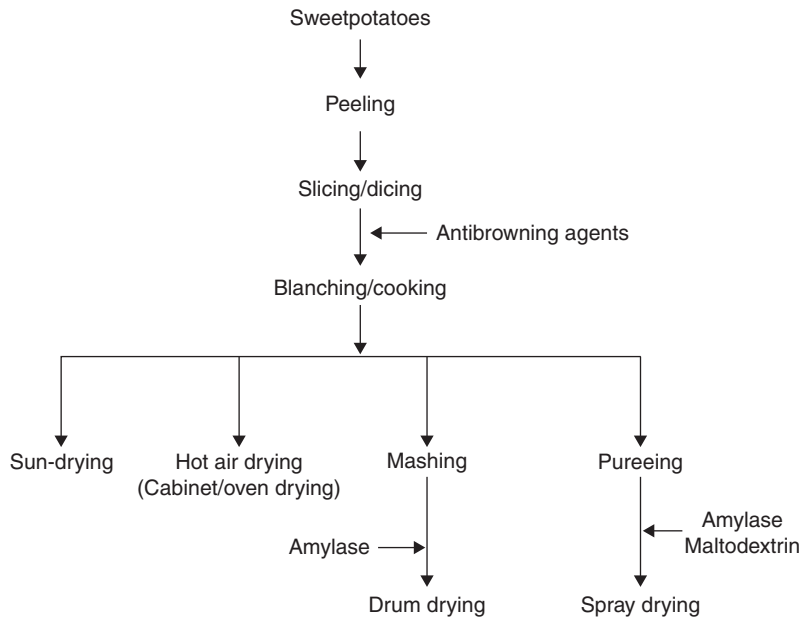 Sweetpotatoes
Peeling
Slicing/dicing
Antibrowning agents
Blanching/cooking
Sun-drying
Hot air drying
(Cabinet/oven drying)
Mashing
Pureeing
Amylase
Amylase
Maltodextrin
Drum drying
Spray drying